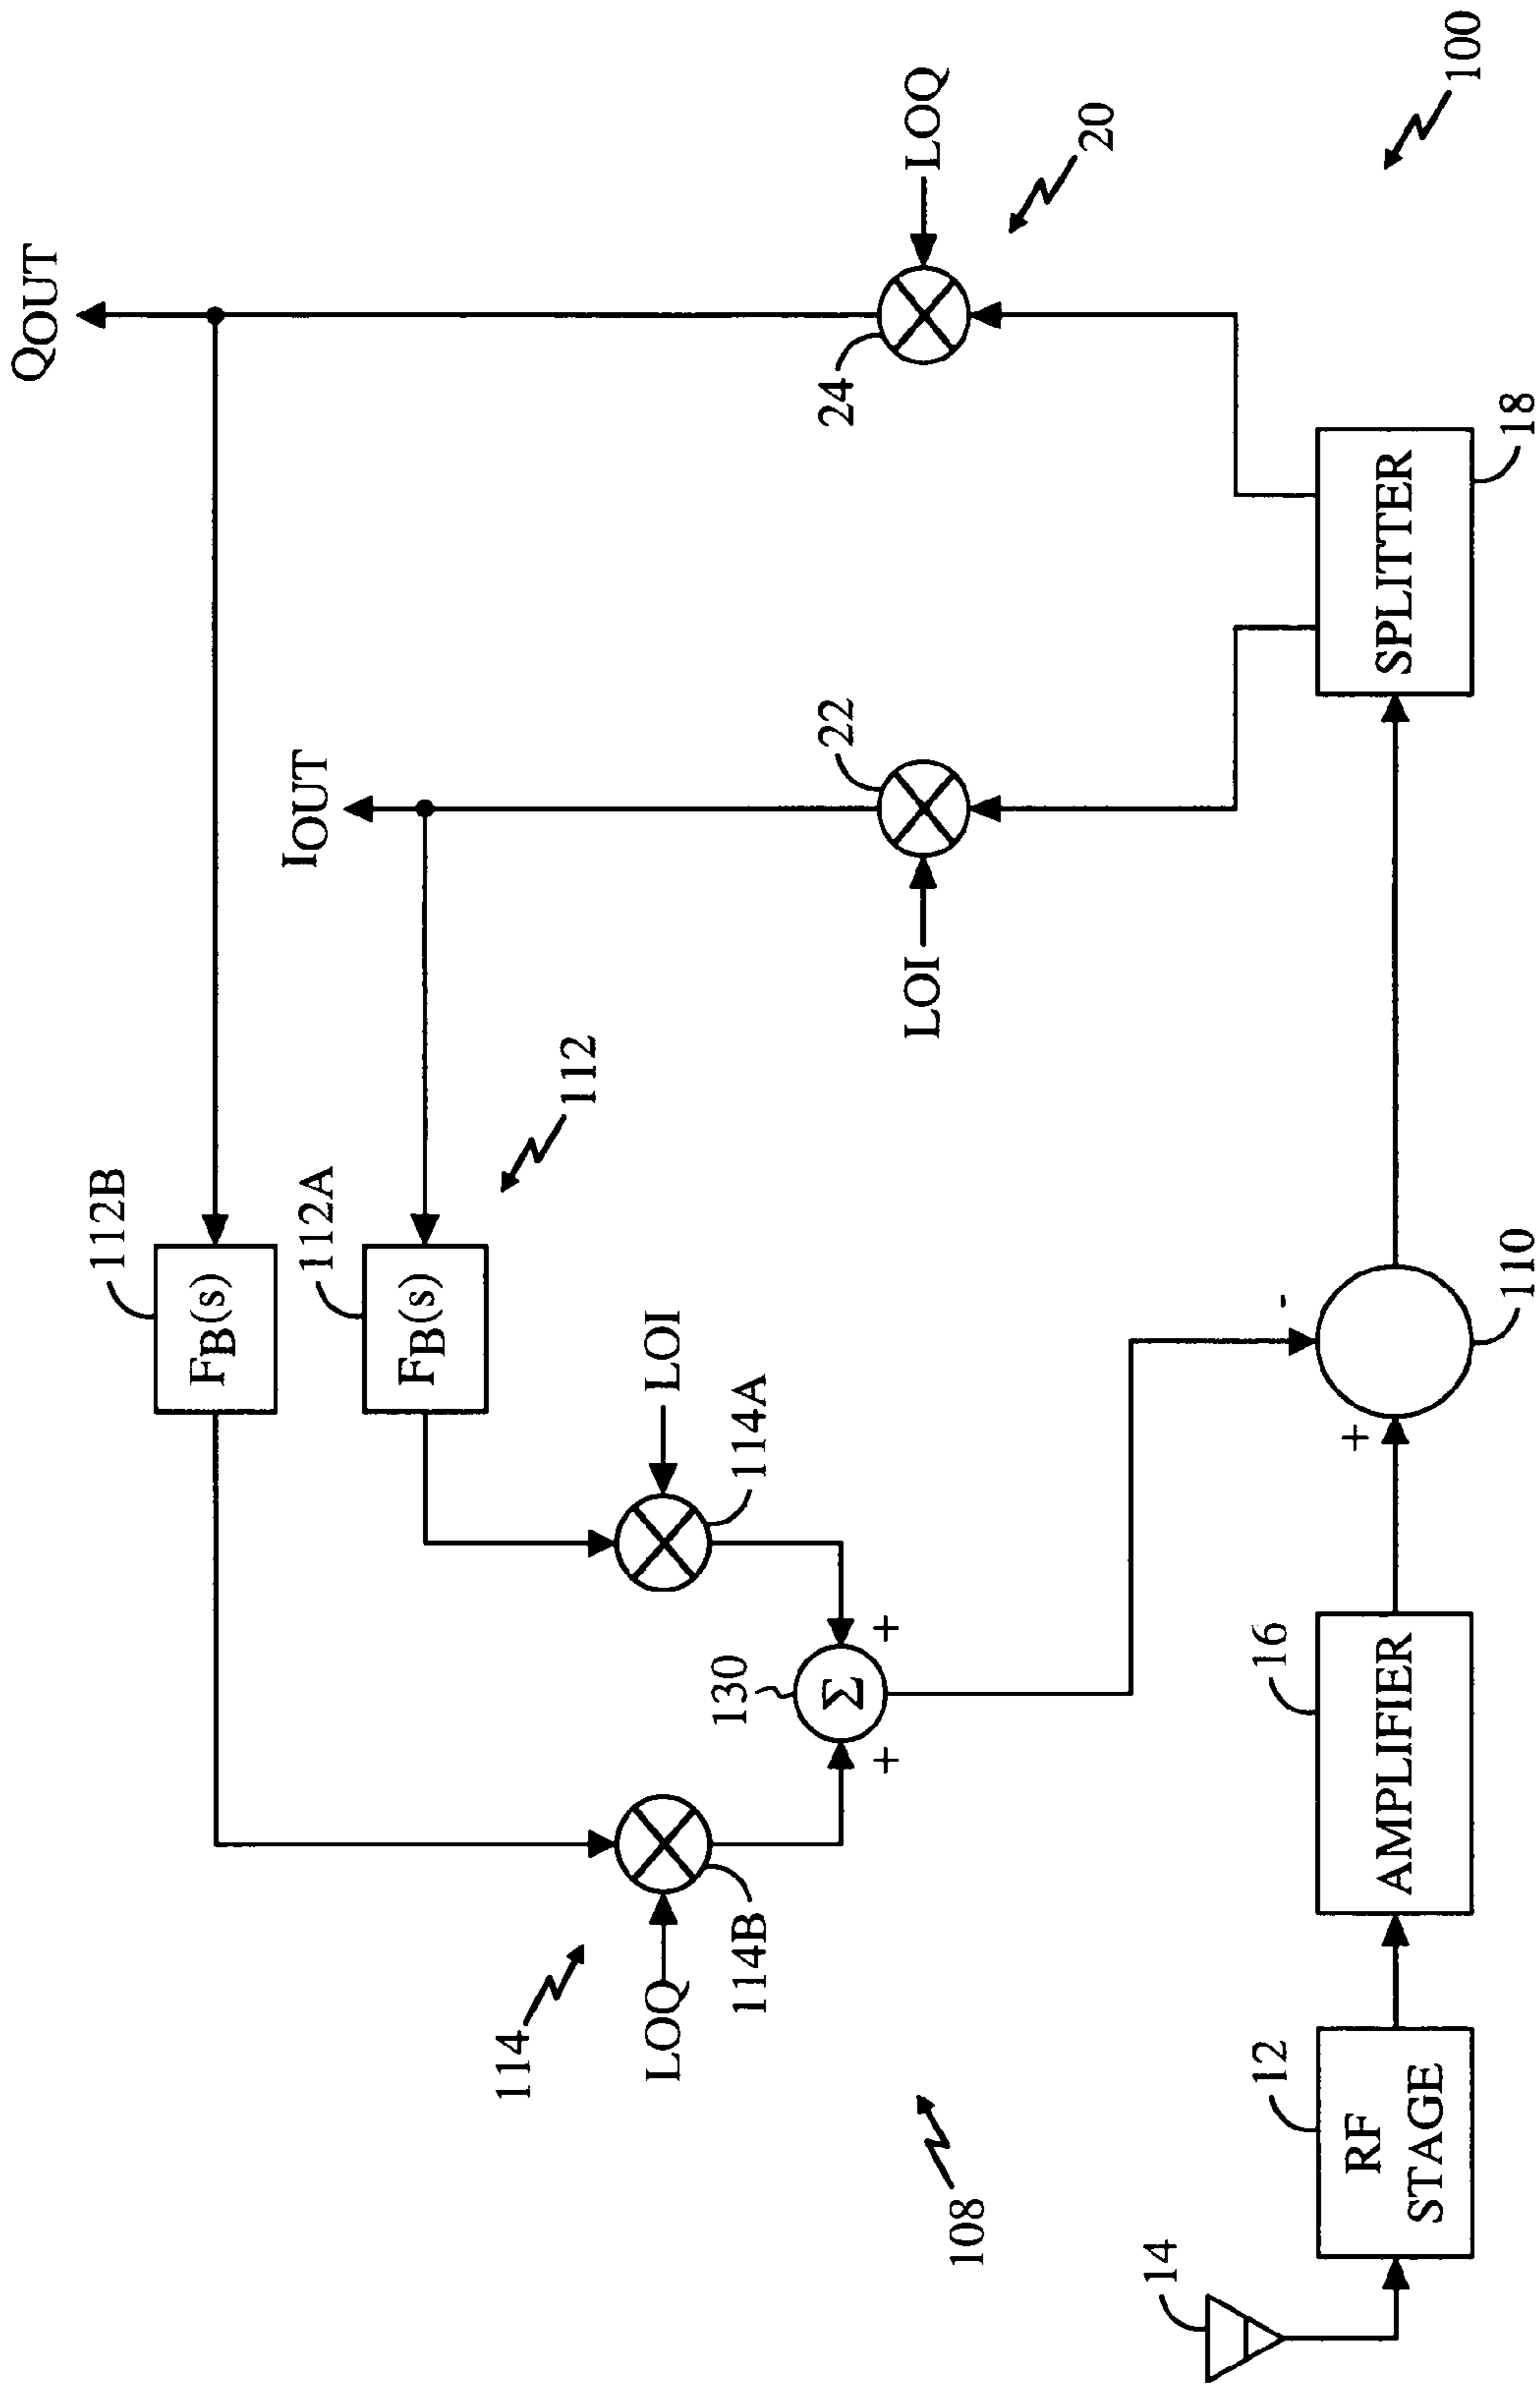 QOUT
112B
FB(s)
IOUT
112A
FB(s)
112
114
LOQ
114B
114A
LOI
130
Σ
+
+
LOI
22
24
LOQ
20
108
14
12
RF
STAGE
16
AMPLIFIER
+
-
110
SPLITTER
18
100